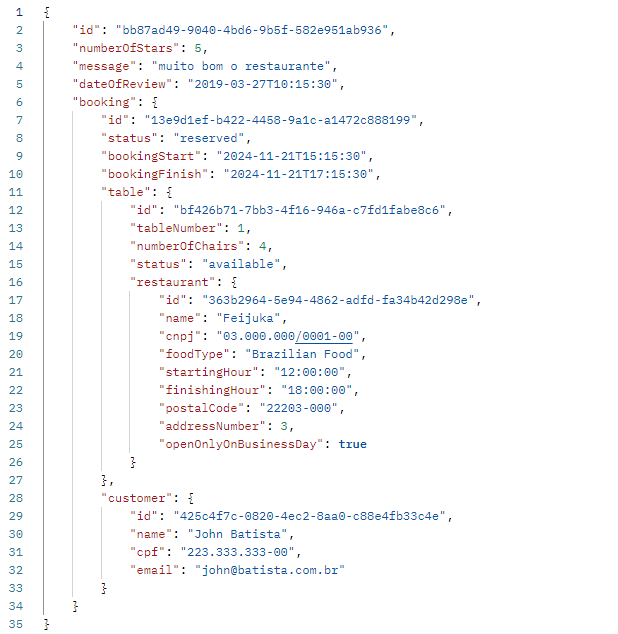 1 {
2 "id": "bb87ad49-9040-4bd6-9b5f-582e951ab936",
3 "numberOfStars": 5,
4 "message": "muito bom o restaurante",
5 "dateOfReview": "2019-03-27T10:15:30",
6 "booking": {
7 "id": "13e9d1ef-b422-4458-9a1c-a1472c888199",
8 "status": "reserved",
9 "bookingStart": "2024-11-21T15:15:30",
10 "bookingFinish": "2024-11-21T17:15:30",
11 "table": {
12 "id": "bf426b71-7bb3-4f16-946a-c7fd1fabe8c6",
13 "tableNumber": 1,
14 "numberOfChairs": 4,
15 "status": "available",
16 "restaurant": {
17 "id": "363b2964-5e94-4862-adfd-fa34b42d298e",
18 "name": "Feijuka",
19 "cnpj": "03.000.000/0001-00",
20 "foodType": "Brazilian Food",
21 "startingHour": "12:00:00",
22 "finishingHour": "18:00:00",
23 "postalCode": "22203-000",
24 "addressNumber": 3,
25 "openOnlyOnBusinessDay": true
26 }
27 },
28 "customer": {
29 "id": "425c4f7c-0820-4ec2-8aa0-c88e4fb33c4e",
30 "name": "John Batista",
31 "cpf": "223.333.333-00",
32 "email": "john@batista.com.br"
33 }
34 }
35 }